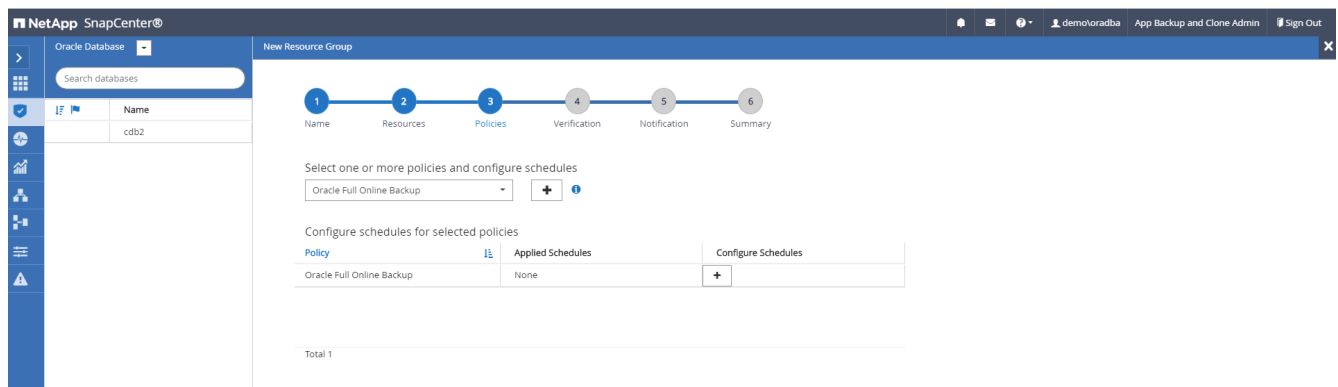 NetApp SnapCenter®
demo\oradba App Backup and Clone Admin Sign Out
Oracle Database
New Resource Group
Search databases
Name
cdb2
1 2 3 4 5 6
Name Resources Policies Verification Notification Summary
Select one or more policies and configure schedules
Oracle Full Online Backup
Configure schedules for selected policies
Policy Applied Schedules Configure Schedules
Oracle Full Online Backup None
Total 1